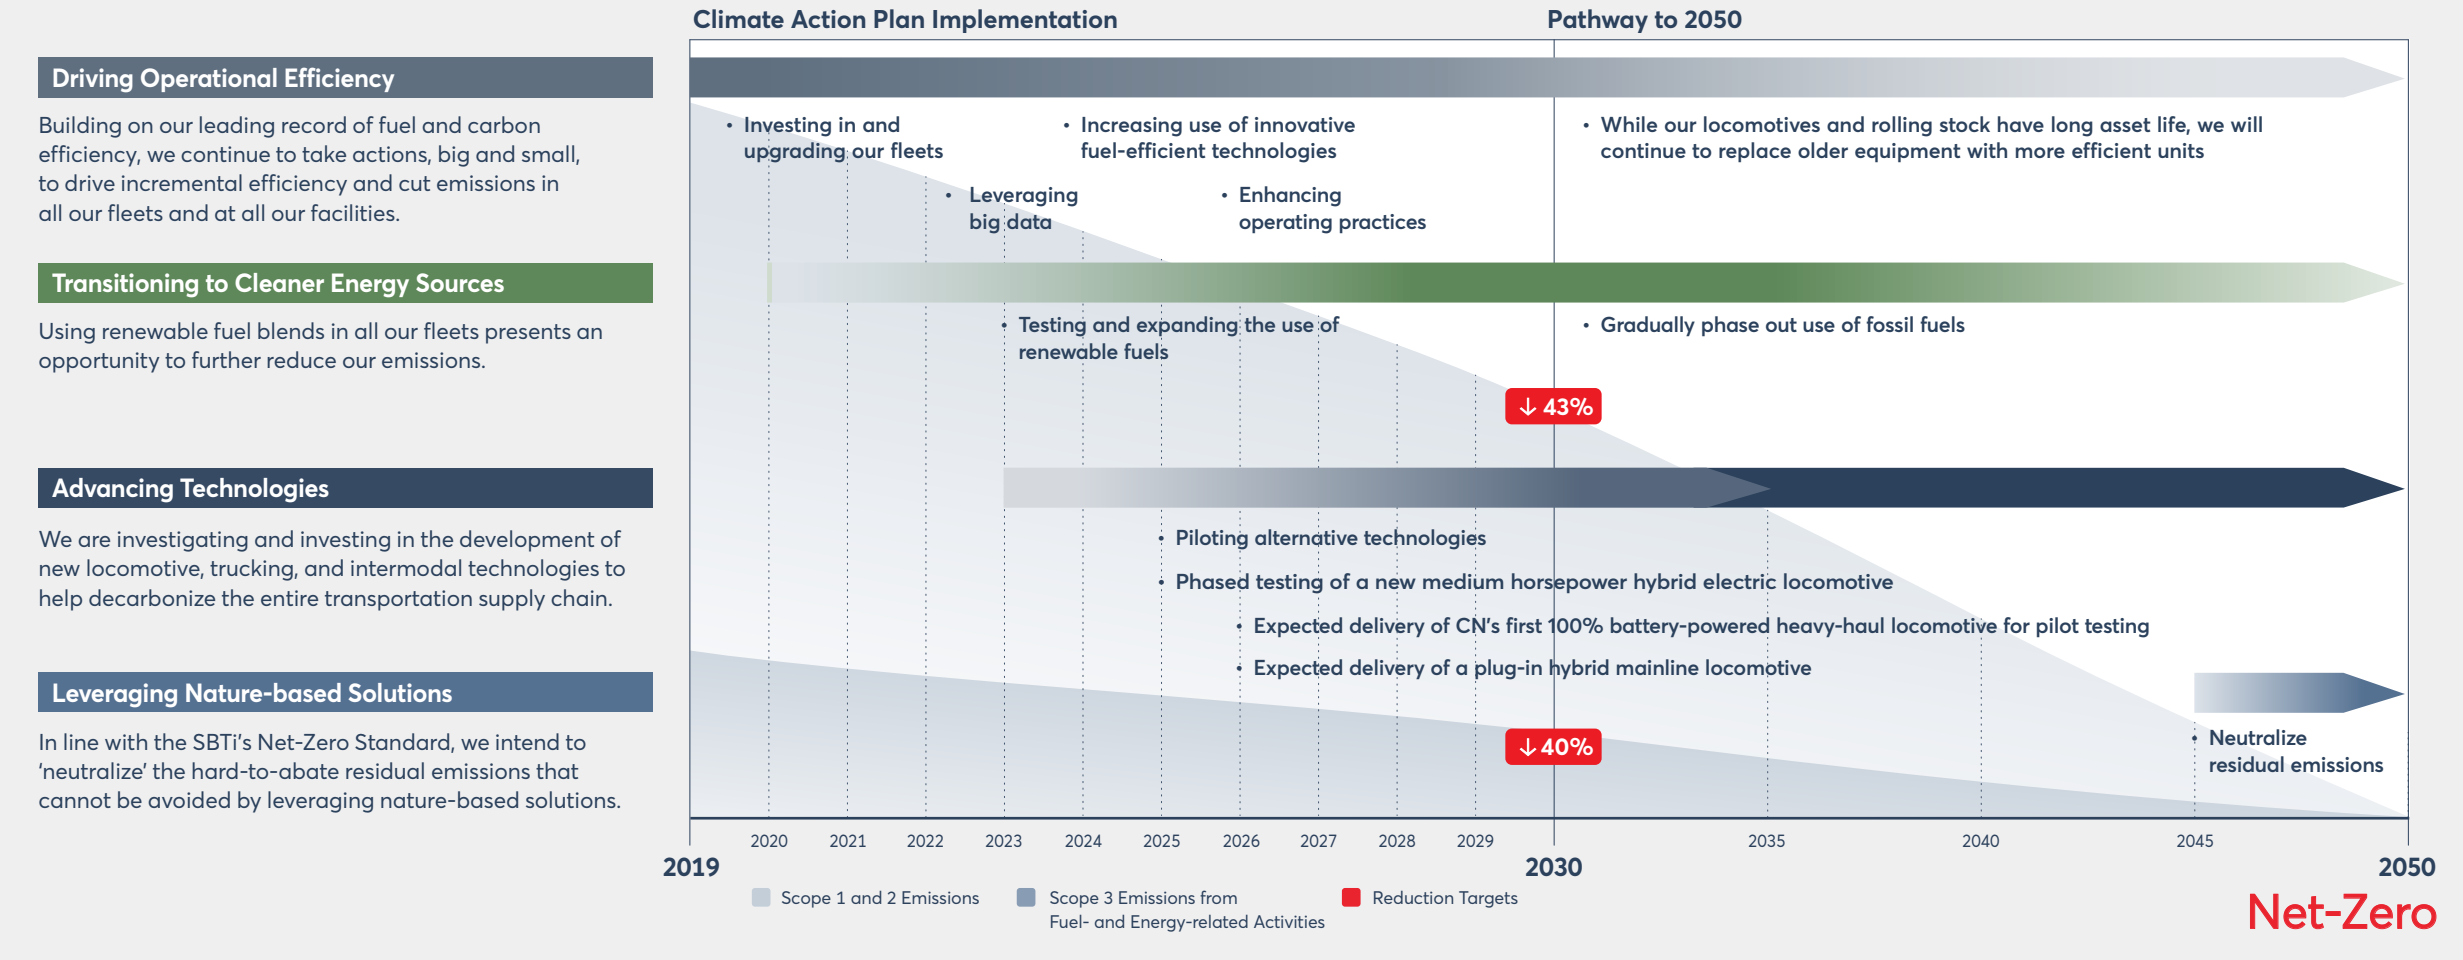 Climate Action Plan Implementation
Pathway to 2050
Driving Operational Efficiency
Building on our leading record of fuel and carbon
efficiency, we continue to take actions, big and small,
to drive incremental efficiency and cut emissions in
all our fleets and at all our facilities.
• Investing in and
upgrading our fleets
• Increasing use of innovative
fuel-efficient technologies
• Leveraging
big data
• Enhancing
operating practices
• While our locomotives and rolling stock have long asset life, we will
continue to replace older equipment with more efficient units
Transitioning to Cleaner Energy Sources
Using renewable fuel blends in all our fleets presents an
opportunity to further reduce our emissions.
• Testing and expanding the use of
renewable fuels
• Gradually phase out use of fossil fuels
↓ 43%
Advancing Technologies
We are investigating and investing in the development of
new locomotive, trucking, and intermodal technologies to
help decarbonize the entire transportation supply chain.
• Piloting alternative technologies
• Phased testing of a new medium horsepower hybrid electric locomotive
• Expected delivery of CN’s first 100% battery-powered heavy-haul locomotive for pilot testing
• Expected delivery of a plug-in hybrid mainline locomotive
Leveraging Nature-based Solutions
In line with the SBTi’s Net-Zero Standard, we intend to
‘neutralize’ the hard-to-abate residual emissions that
cannot be avoided by leveraging nature-based solutions.
↓ 40%
• Neutralize
residual emissions
2020 2021 2022 2023 2024 2025 2026 2027 2028 2029 2035 2040 2045
2019 2030 2050
Scope 1 and 2 Emissions
Scope 3 Emissions from
Fuel- and Energy-related Activities
Reduction Targets
Net-Zero